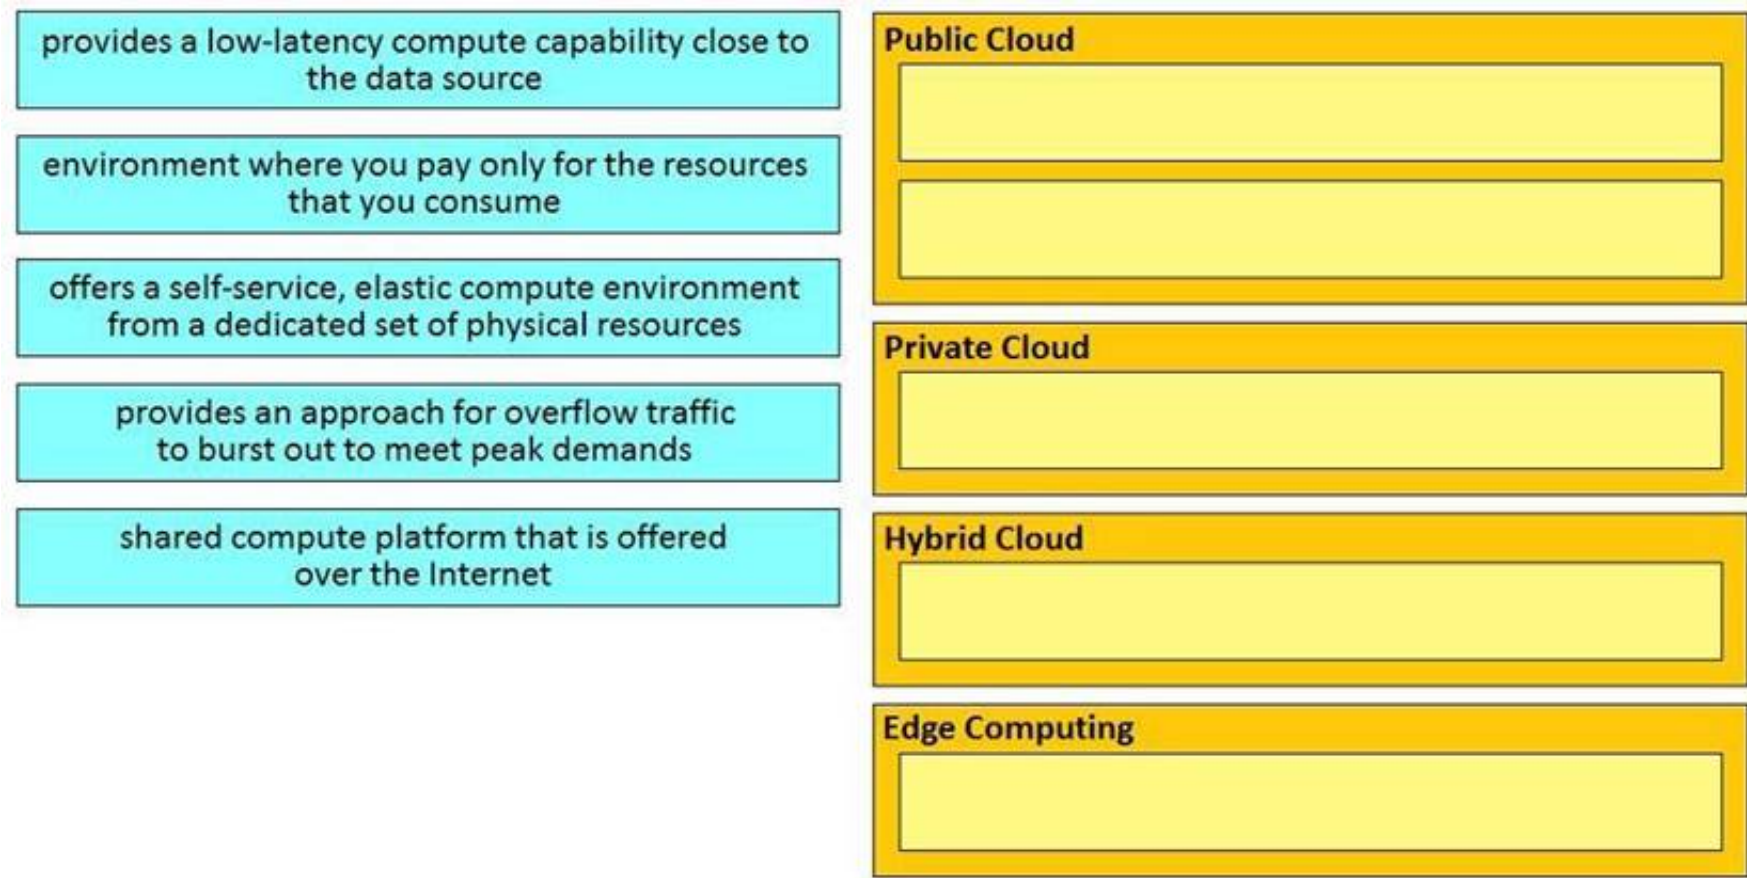 provides a low-latency compute capability close to
the data source
environment where you pay only for the resources
that you consume
offers a self-service, elastic compute environment
from a dedicated set of physical resources
provides an approach for overflow traffic
to burst out to meet peak demands
shared compute platform that is offered
over the Internet
Public Cloud
Private Cloud
Hybrid Cloud
Edge Computing